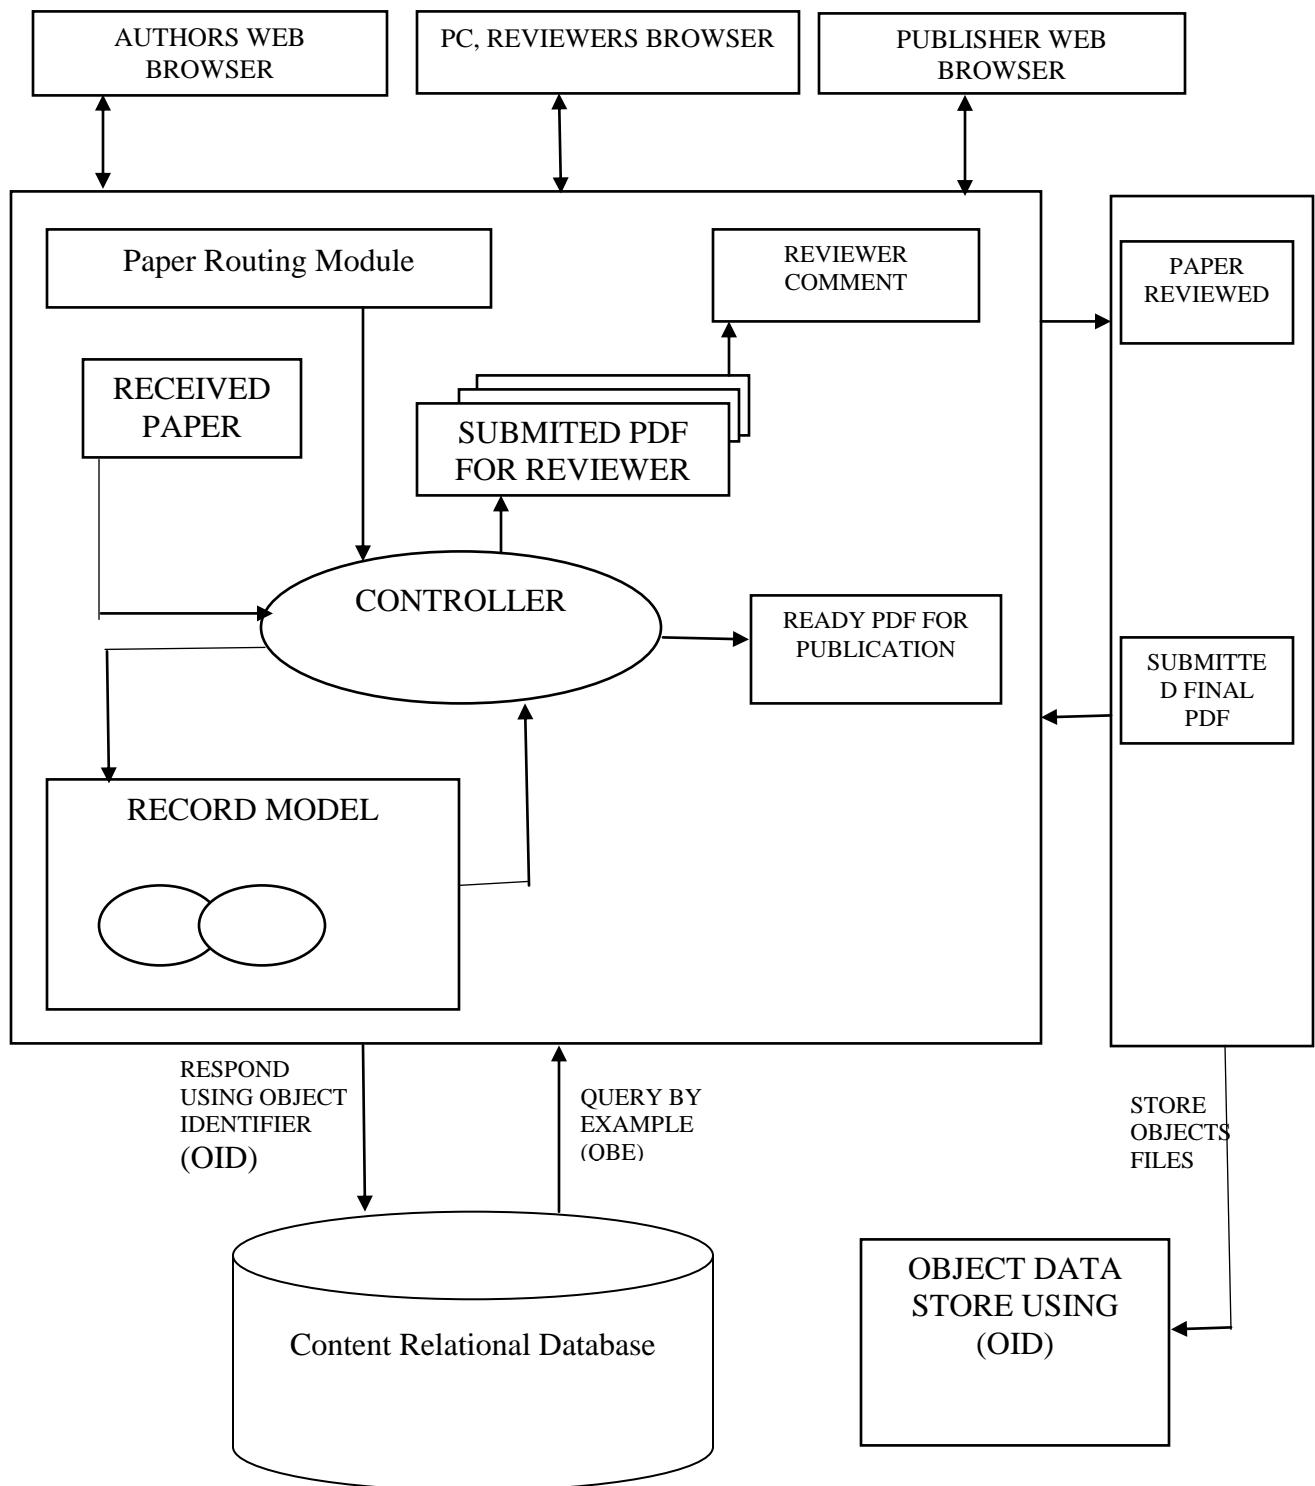 AUTHORS WEB
BROWSER
PC, REVIEWERS BROWSER
PUBLISHER WEB
BROWSER
Paper Routing Module
REVIEWER
COMMENT
PAPER
REVIEWED
RECEIVED
PAPER
SUBMITED PDF
FOR REVIEWER
CONTROLLER
READY PDF FOR
PUBLICATION
SUBMITTE
D FINAL
PDF
RECORD MODEL
RESPOND
USING OBJECT
IDENTIFIER
(OID)
QUERY BY
EXAMPLE
(QBE)
STORE
OBJECTS
FILES
OBJECT DATA
STORE USING
(OID)
Content Relational Database